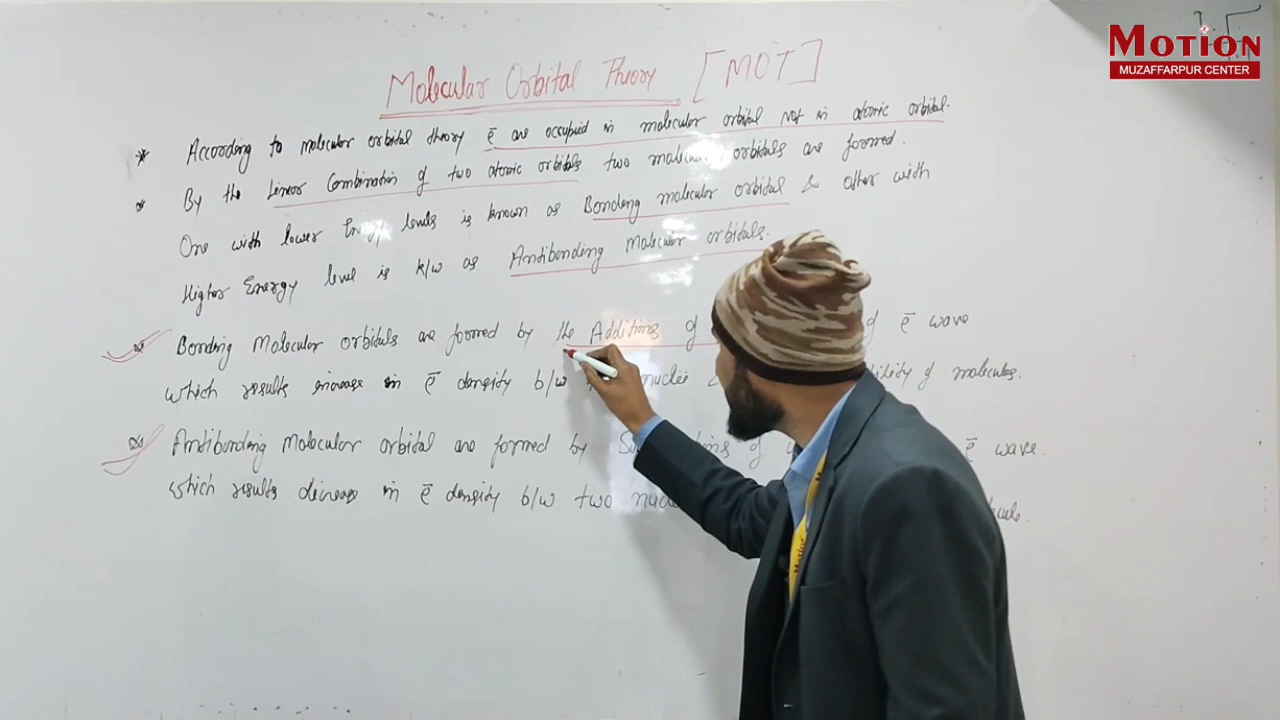 MOTION
MUZAFFARPUR CENTER
Molecular Orbital Theory [MOT]
* According to molecular orbital theory ē are occupied in molecular orbital not in atomic orbital.
* By the Linear Combination of two atomic orbitals two molecular orbitals are formed.
One with lower Energy levels is known as Bonding molecular orbital & other with
Higher Energy level is k/w as Antibonding Molecular orbitals.
* Bonding Molecular orbitals are formed by the Additions of of ē wave
which results increase in ē density b/w nuclei of molecules.
* Antibonding Molecular orbital are formed by of ē wave.
which results decrease in ē density b/w two